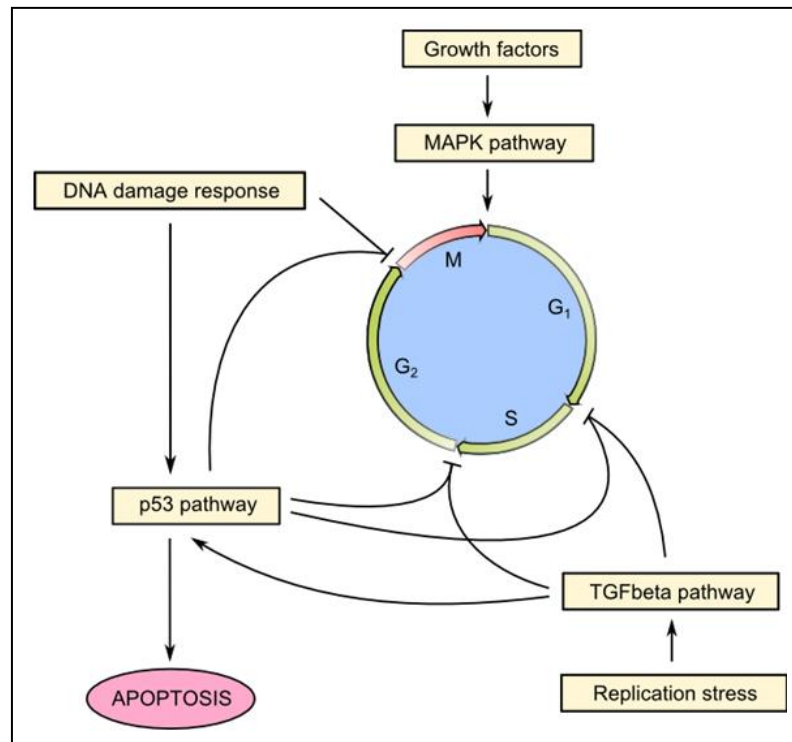 Growth factors
MAPK pathway
DNA damage response
M
G₁
G₂
S
p53 pathway
TGFbeta pathway
APOPTOSIS
Replication stress